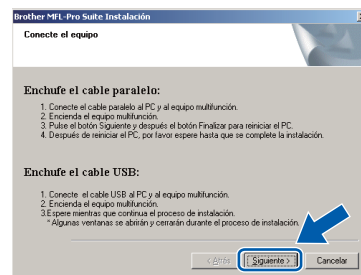 Brother MFL-Pro Suite Instalación
Conecte el equipo
Enchufe el cable paralelo:
1. Conecte el cable paralelo al PC y al equipo multifunción.
2. Encienda el equipo multifunción.
3. Pulse el botón Siguiente y después el botón Finalizar para reiniciar el PC.
4. Después de reiniciar el PC, por favor espere hasta que se complete la instalación.
Enchufe el cable USB:
1. Conecte el cable USB al PC y al equipo multifunción.
2. Encienda el equipo multifunción.
3.Espere mientras que continua el proceso de instalación.
* Algunas ventanas se abrirán y cerrarán durante el proceso de instalación.
< Atrás Siguiente > Cancelar